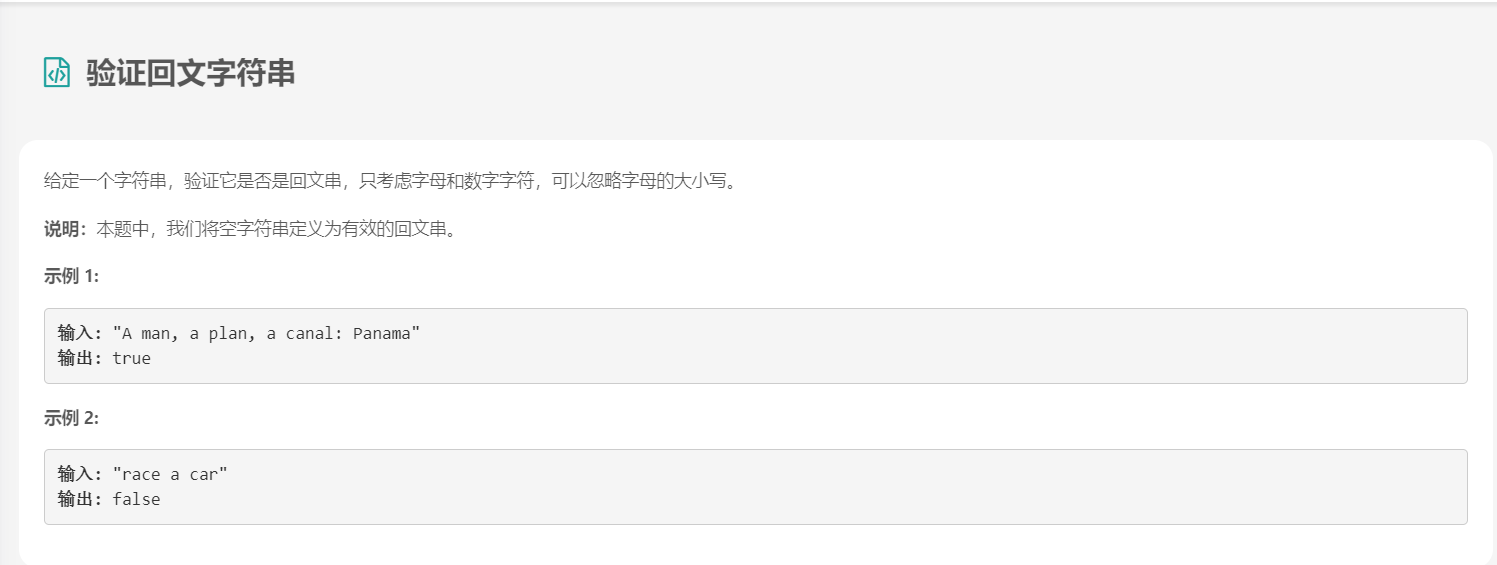 验证回文字符串
给定一个字符串，验证它是否是回文串，只考虑字母和数字字符，可以忽略字母的大小写。
说明：本题中，我们将空字符串定义为有效的回文串。
示例 1:
输入: "A man, a plan, a canal: Panama"
输出: true
示例 2:
输入: "race a car"
输出: false